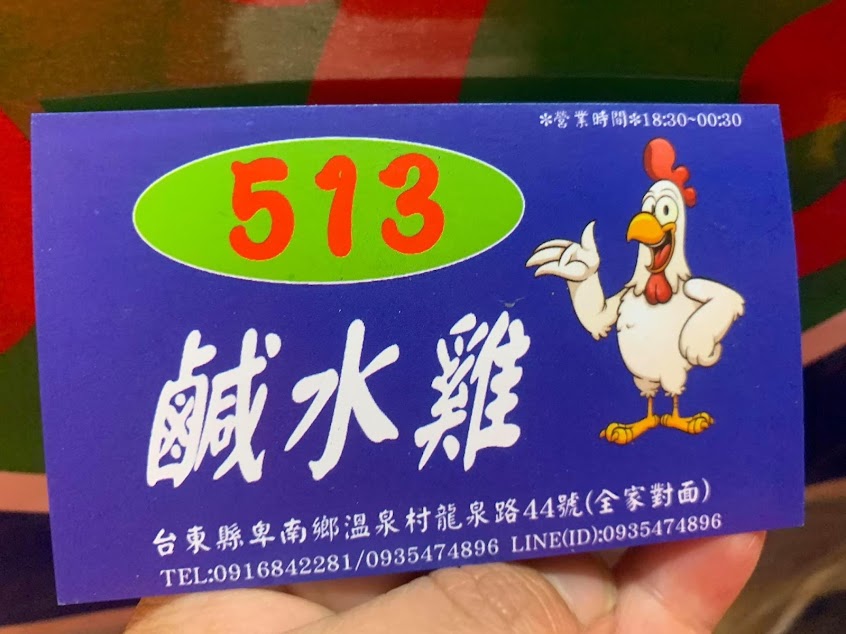 *營業時間*18:30~00:30
513
鹹水雞
台東縣卑南鄉溫泉村龍泉路44號(全家對面)
TEL:0916842281/0935474896 LINE(ID):0935474896